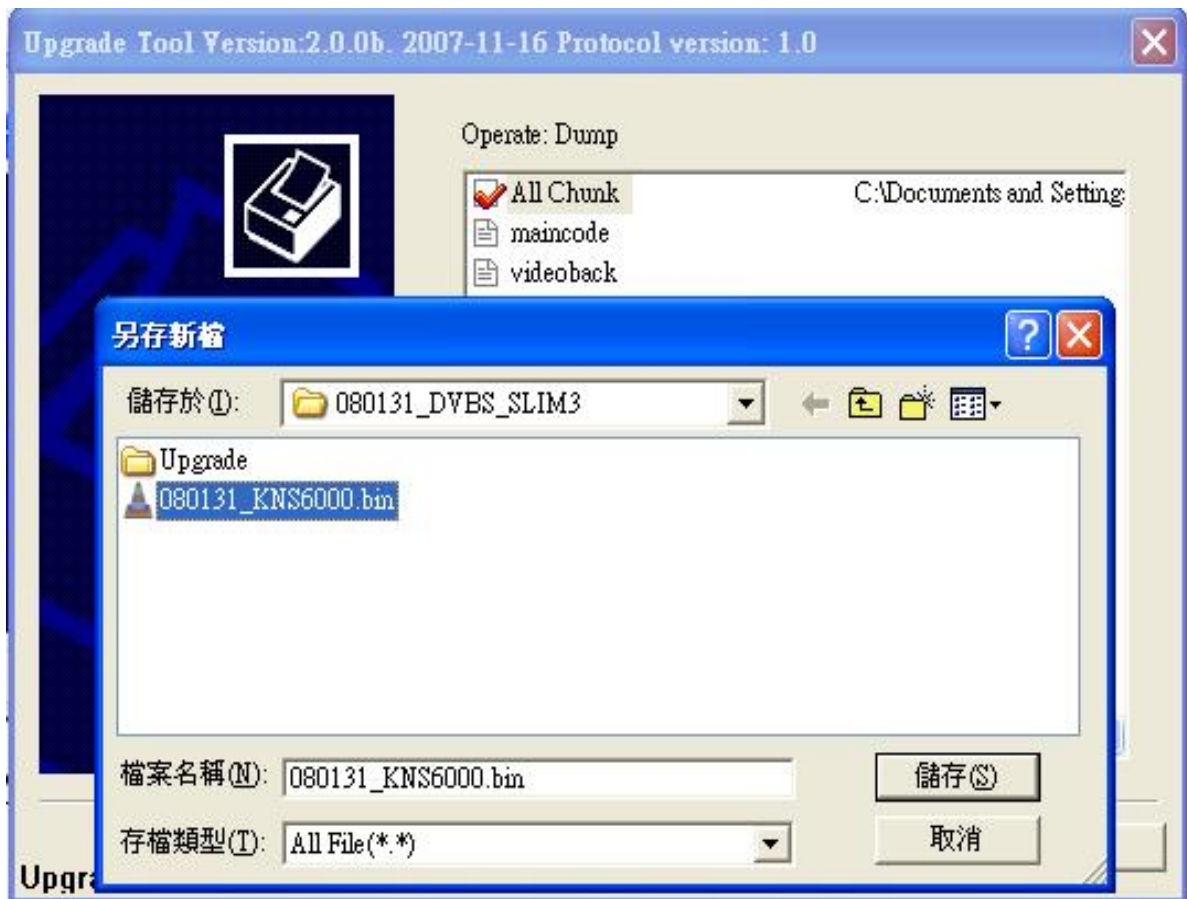 Upgrade Tool Version:2.0.0b. 2007-11-16 Protocol version: 1.0
Operate: Dump
All Chunk C:\Documents and Setting
maincode
videoback
另存新檔
儲存於(I): 080131_DVBS_SLIM3
Upgrade
080131_KNS6000.bin
檔案名稱(N): 080131_KNS6000.bin 儲存(S)
存檔類型(T): All File(*.*) 取消
Upgra